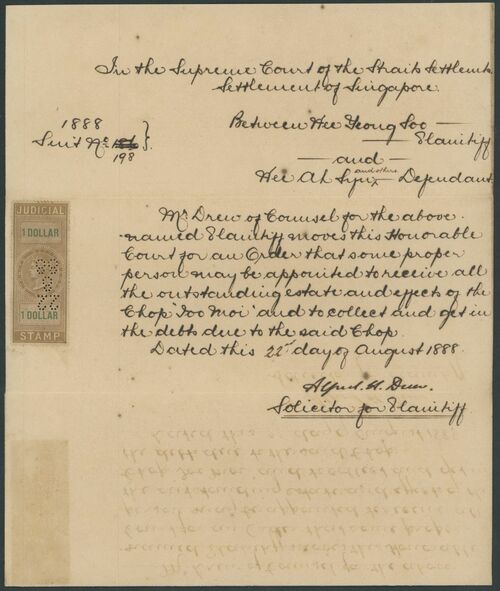 In the Supreme Court of the Straits Settlements
Settlement of Singapore.
1888
Suit No 198
Between Hee Yeong Soo
Plaintiff
and
Hee Ah Syn and others Defendant
Mr Drew of Counsel for the above
named Plaintiff moves this Honorable
Court for an Order that some proper
person may be appointed to receive all
the outstanding estate and effects of the
Chop "Joo Moi" and to collect and get in
the debts due to the said Chop.
Dated this 22d day of August 1888.
Alfred H. Drew.
Solicitor for Plaintiff
JUDICIAL
1 DOLLAR
1 DOLLAR
STAMP